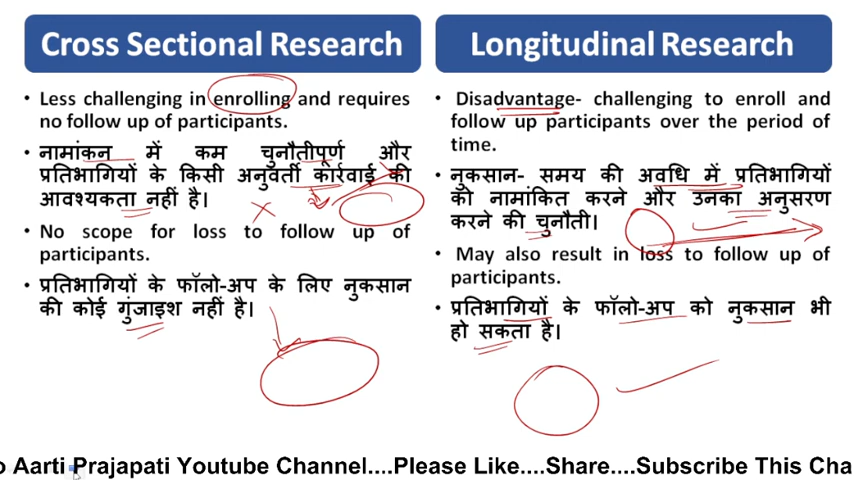 Cross Sectional Research
• Less challenging in enrolling and requires
no follow up of participants.
• नामांकन में कम चुनौतीपूर्ण और
प्रतिभागियों के किसी अनुवर्ती कार्रवाई की
आवश्यकता नहीं है।
• No scope for loss to follow up of
participants.
• प्रतिभागियों के फॉलो-अप के लिए नुकसान
की कोई गुंजाइश नहीं है।
Longitudinal Research
• Disadvantage- challenging to enroll and
follow up participants over the period of
time.
• नुकसान- समय की अवधि में प्रतिभागियों
को नामांकित करने और उनका अनुसरण
करने की चुनौती।
• May also result in loss to follow up of
participants.
• प्रतिभागियों के फॉलो-अप को नुकसान भी
हो सकता है।
o Aarti Prajapati Youtube Channel....Please Like....Share....Subscribe This Cha